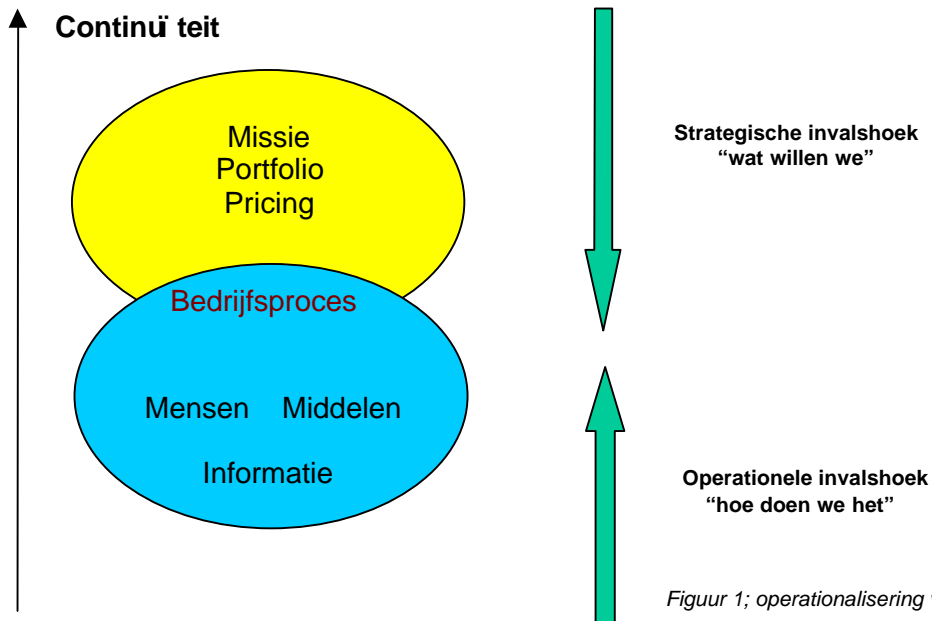 Continuï teit
Missie
Portfolio
Pricing
Bedrijfsproces
Mensen Middelen
Informatie
Strategische invalshoek
“wat willen we”
Operationele invalshoek
“hoe doen we het”
Figuur 1; operationalisering